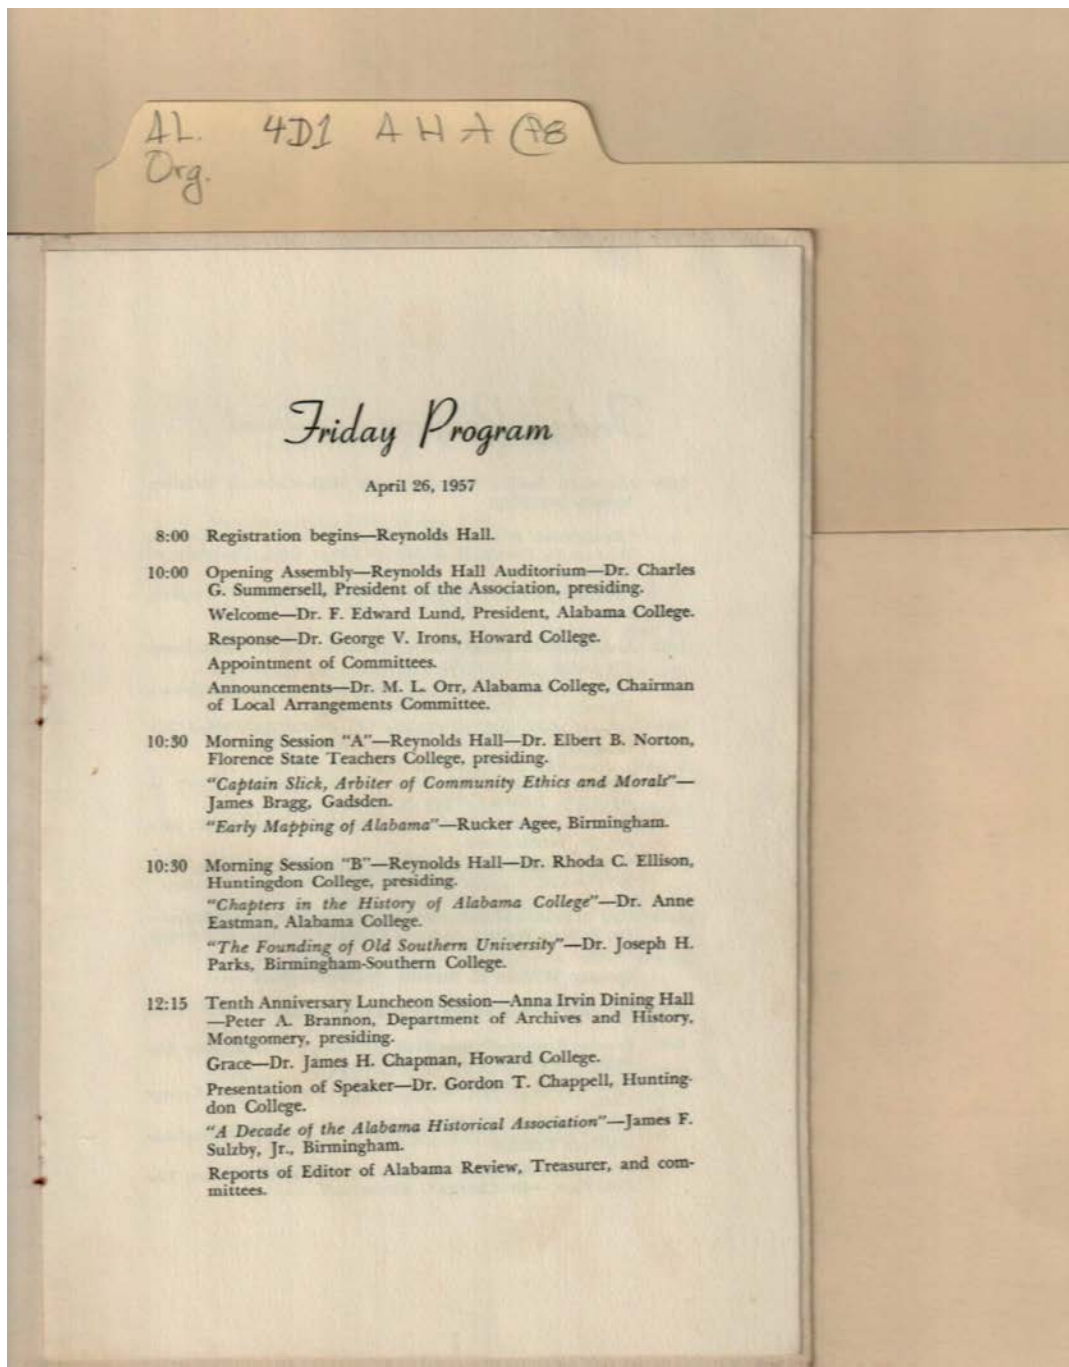 AL. 4D1 A H A
Org.
Friday Program
April 26, 1957
8:00 Registration begins—Reynolds Hall.
10:00 Opening Assembly—Reynolds Hall Auditorium—Dr. Charles
G. Summersell, President of the Association, presiding.
Welcome—Dr. F. Edward Lund, President, Alabama College.
Response—Dr. George V. Irons, Howard College.
Appointment of Committees.
Announcements—Dr. M. L. Orr, Alabama College, Chairman
of Local Arrangements Committee.
10:30 Morning Session "A"—Reynolds Hall—Dr. Elbert B. Norton,
Florence State Teachers College, presiding.
"Captain Slick, Arbiter of Community Ethics and Morals"—
James Bragg, Gadsden.
"Early Mapping of Alabama"—Rucker Agee, Birmingham.
10:30 Morning Session "B"—Reynolds Hall—Dr. Rhoda C. Ellison,
Huntingdon College, presiding.
"Chapters in the History of Alabama College"—Dr. Anne
Eastman, Alabama College.
"The Founding of Old Southern University"—Dr. Joseph H.
Parks, Birmingham-Southern College.
12:15 Tenth Anniversary Luncheon Session—Anna Irvin Dining Hall
—Peter A. Brannon, Department of Archives and History,
Montgomery, presiding.
Grace—Dr. James H. Chapman, Howard College.
Presentation of Speaker—Dr. Gordon T. Chappell, Hunting-
don College.
"A Decade of the Alabama Historical Association"—James F.
Sulzby, Jr., Birmingham.
Reports of Editor of Alabama Review, Treasurer, and com-
mittees.